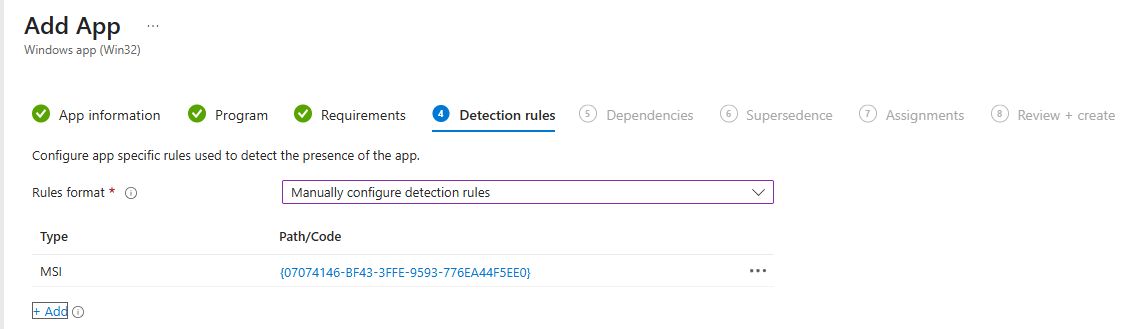 Add App ...
Windows app (Win32)
App information Program Requirements 4 Detection rules 5 Dependencies 6 Supersedence 7 Assignments 8 Review + create
Configure app specific rules used to detect the presence of the app.
Rules format * Manually configure detection rules
Type Path/Code
MSI {07074146-BF43-3FFE-9593-776EA44F5EE0} ...
+ Add